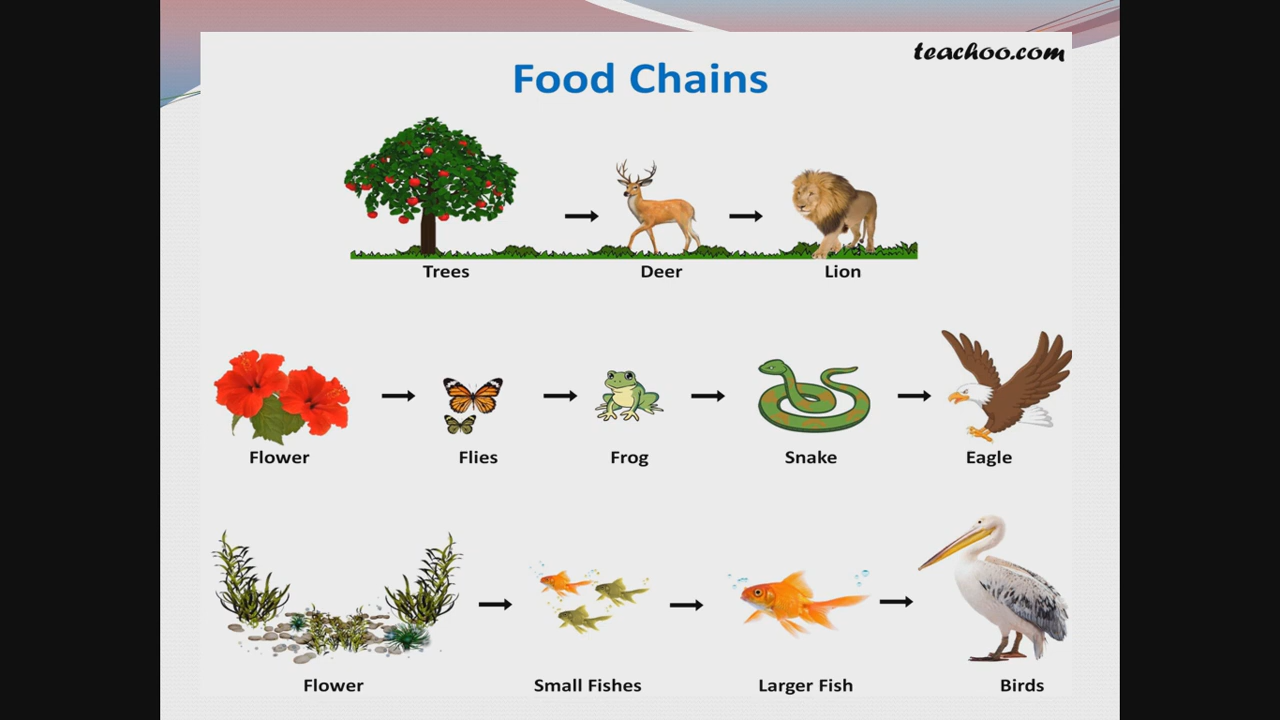 teachoo.com
Food Chains
Trees Deer Lion
Flower Flies Frog Snake Eagle
Flower Small Fishes Larger Fish Birds